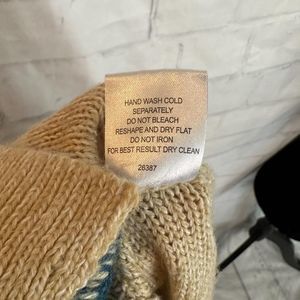 HAND WASH COLD
SEPARATELY
DO NOT BLEACH
RESHAPE AND DRY FLAT
DO NOT IRON
FOR BEST RESULT DRY CLEAN
26387